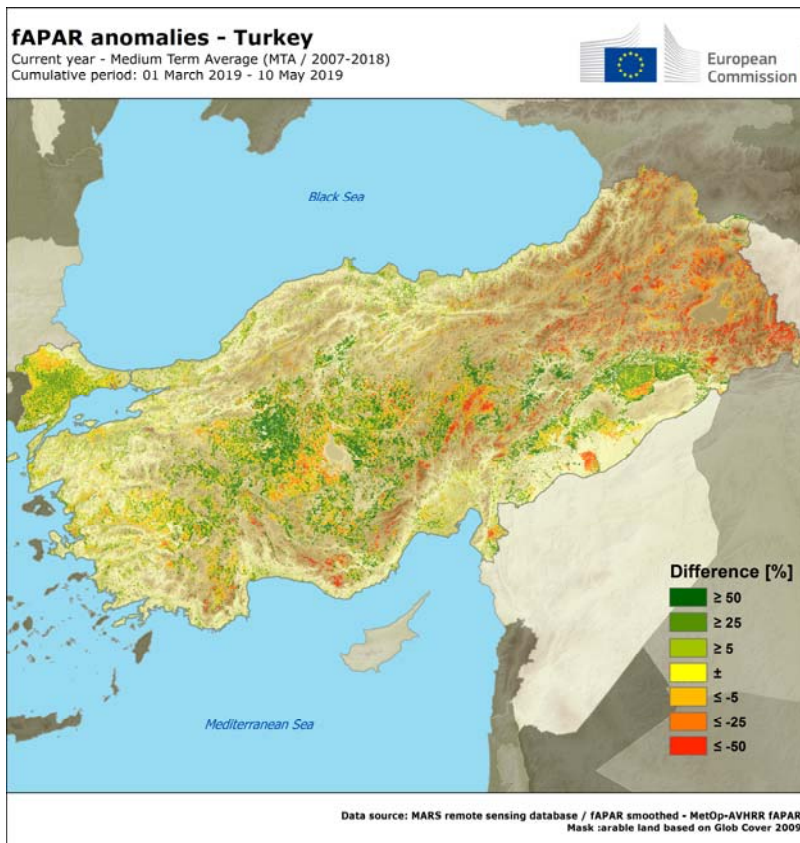 fAPAR anomalies - Turkey
Current year - Medium Term Average (MTA / 2007-2018)
Cumulative period: 01 March 2019 - 10 May 2019
European
Commission
Black Sea
Mediterranean Sea
Difference [%]
≥ 50
≥ 25
≥ 5
±
≤ -5
≤ -25
≤ -50
Data source: MARS remote sensing database / fAPAR smoothed - MetOp-AVHRR fAPAR
Mask :arable land based on Glob Cover 2009